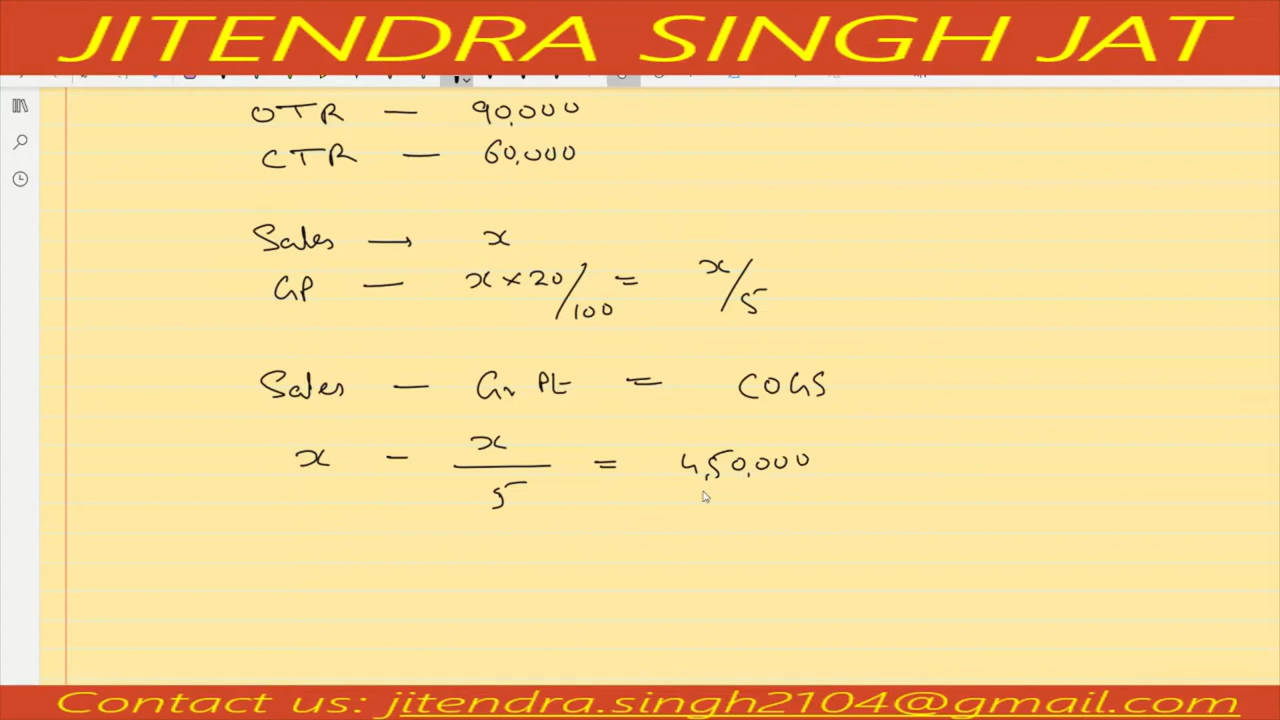 JITENDRA SINGH JAT
OTR — 90,000
CTR — 60,000
Sales → x
GP — x × 20/100 = x/5
Sales — Gr Pt = COGS
x - x/5 = 4,50,000
Contact us: jitendra.singh2104@gmail.com